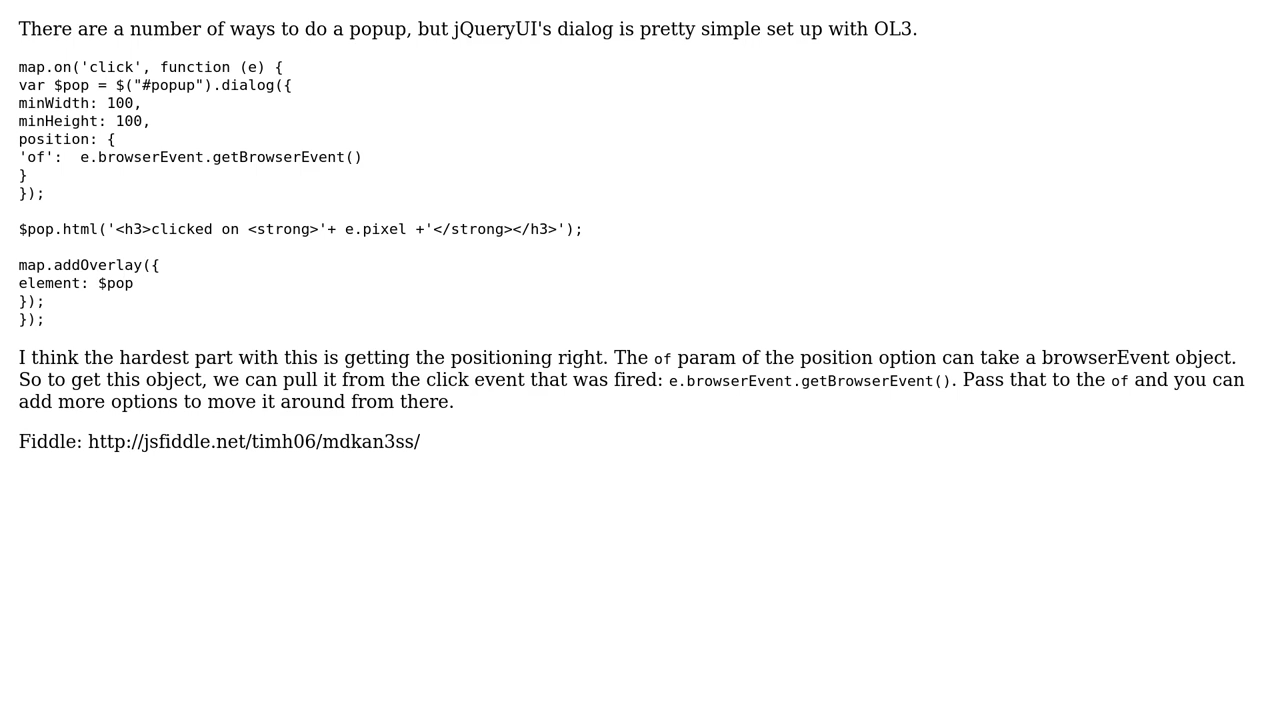 There are a number of ways to do a popup, but jQueryUI's dialog is pretty simple set up with OL3.
map.on('click', function (e) {
var $pop = $("#popup").dialog({
minWidth: 100,
minHeight: 100,
position: {
'of':  e.browserEvent.getBrowserEvent()
}
});
$pop.html('<h3>clicked on <strong>'+ e.pixel +'</strong></h3>');
map.addOverlay({
element: $pop
});
});
I think the hardest part with this is getting the positioning right. The of param of the position option can take a browserEvent object.
So to get this object, we can pull it from the click event that was fired: e.browserEvent.getBrowserEvent(). Pass that to the of and you can
add more options to move it around from there.
Fiddle: http://jsfiddle.net/timh06/mdkan3ss/